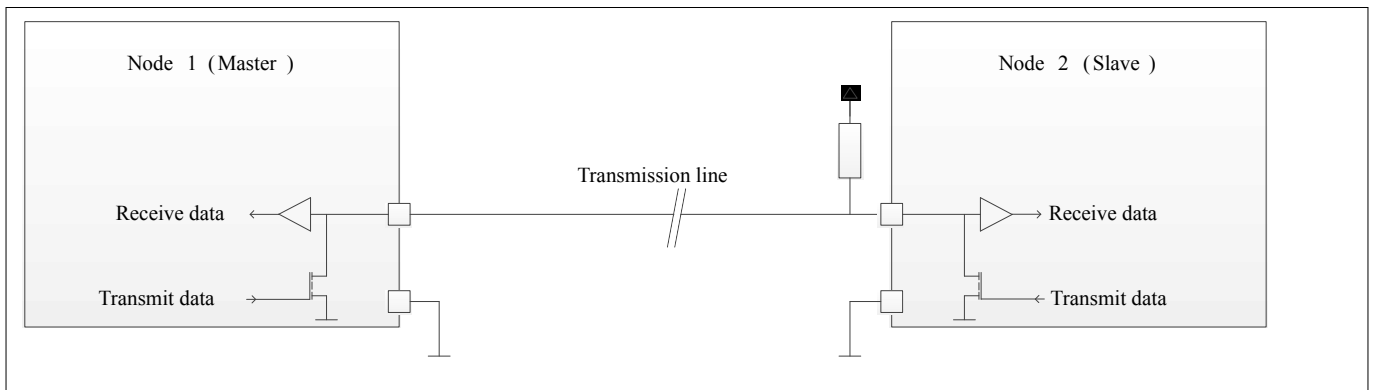 Node 1 (Master )
Node 2 (Slave )
Transmission line
Receive data
Receive data
Transmit data
Transmit data